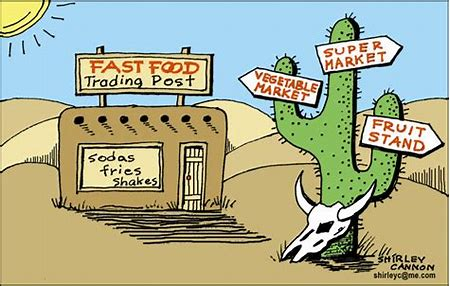 FAST FOOD
Trading Post
sodas
fries
shakes
VEGETABLE
MARKET
SUPER
MARKET
FRUIT
STAND
SHIRLEY
CANNON
shirleyc@me.com